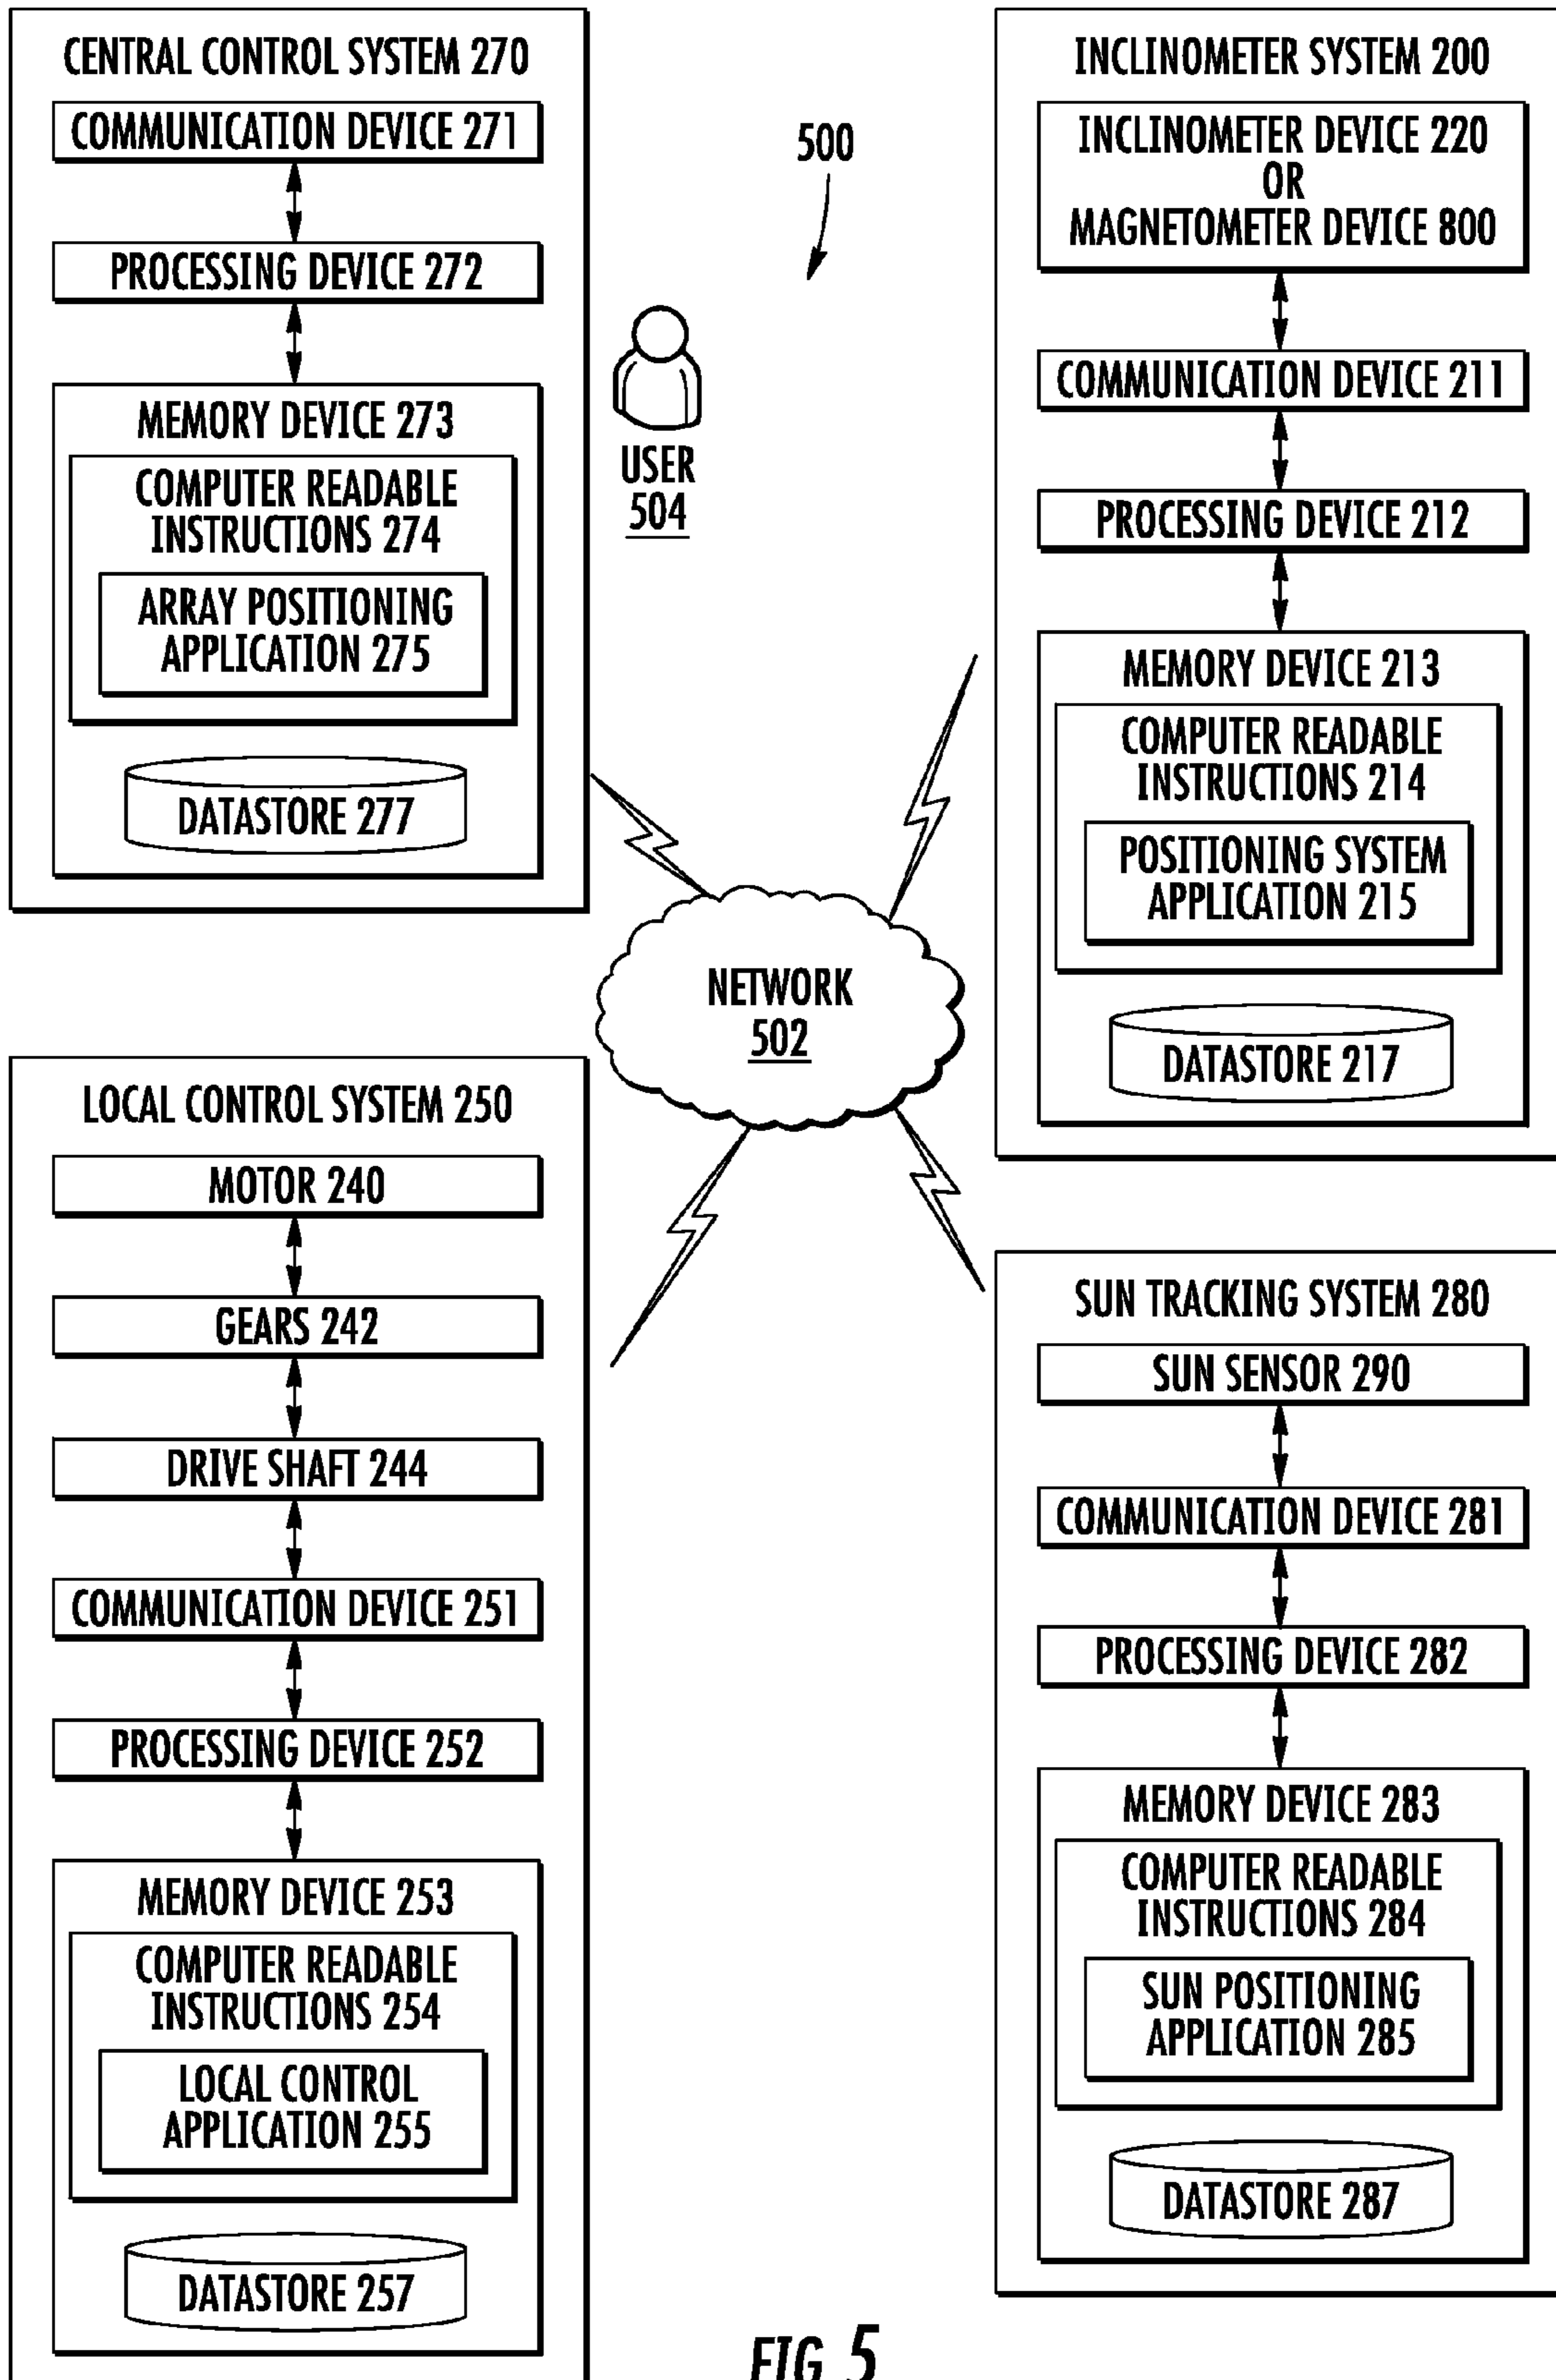 CENTRAL CONTROL SYSTEM 270
COMMUNICATION DEVICE 271
PROCESSING DEVICE 272
MEMORY DEVICE 273
COMPUTER READABLE
INSTRUCTIONS 274
ARRAY POSITIONING
APPLICATION 275
DATASTORE 277
500
USER
504
INCLINOMETER SYSTEM 200
INCLINOMETER DEVICE 220
OR
MAGNETOMETER DEVICE 800
COMMUNICATION DEVICE 211
PROCESSING DEVICE 212
MEMORY DEVICE 213
COMPUTER READABLE
INSTRUCTIONS 214
POSITIONING SYSTEM
APPLICATION 215
DATASTORE 217
NETWORK
502
LOCAL CONTROL SYSTEM 250
MOTOR 240
GEARS 242
DRIVE SHAFT 244
COMMUNICATION DEVICE 251
PROCESSING DEVICE 252
MEMORY DEVICE 253
COMPUTER READABLE
INSTRUCTIONS 254
LOCAL CONTROL
APPLICATION 255
DATASTORE 257
SUN TRACKING SYSTEM 280
SUN SENSOR 290
COMMUNICATION DEVICE 281
PROCESSING DEVICE 282
MEMORY DEVICE 283
COMPUTER READABLE
INSTRUCTIONS 284
SUN POSITIONING
APPLICATION 285
DATASTORE 287
FIG. 5